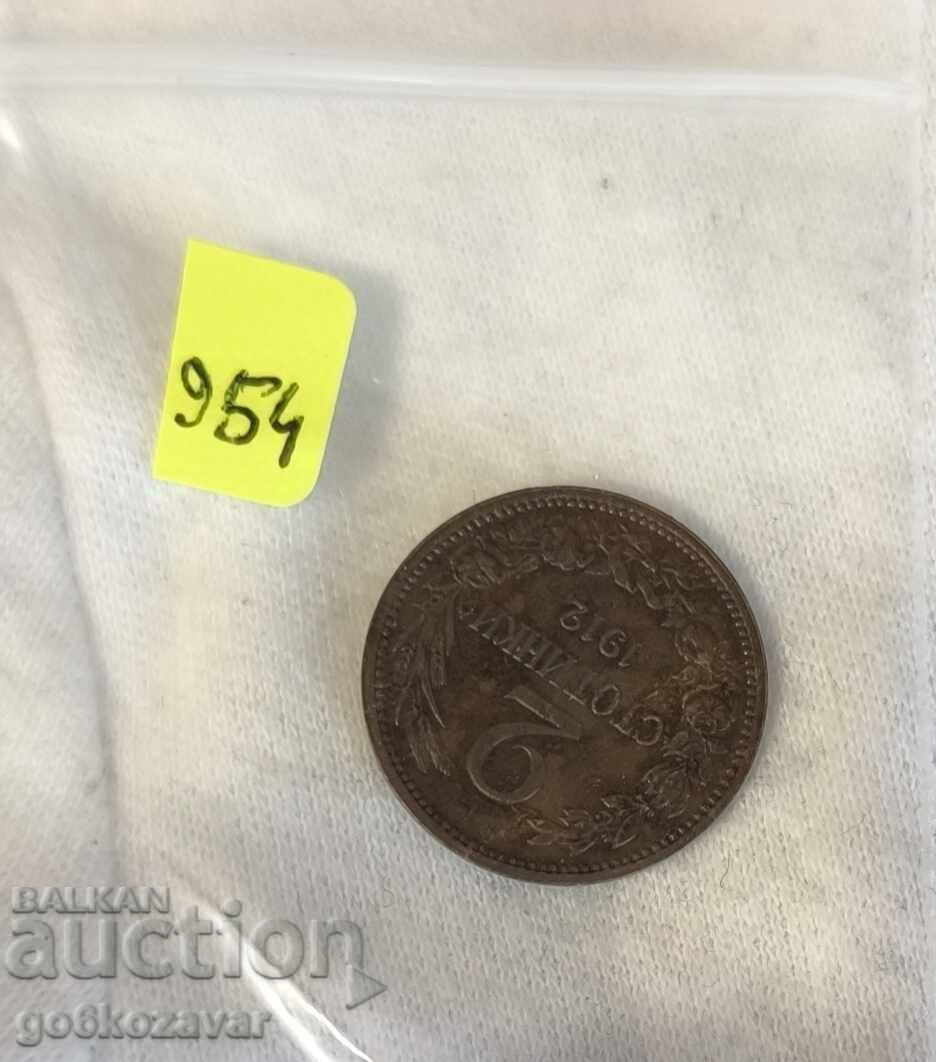 954
2
СТОТИНКИ
1912
BALKAN
auction
go6kozavar